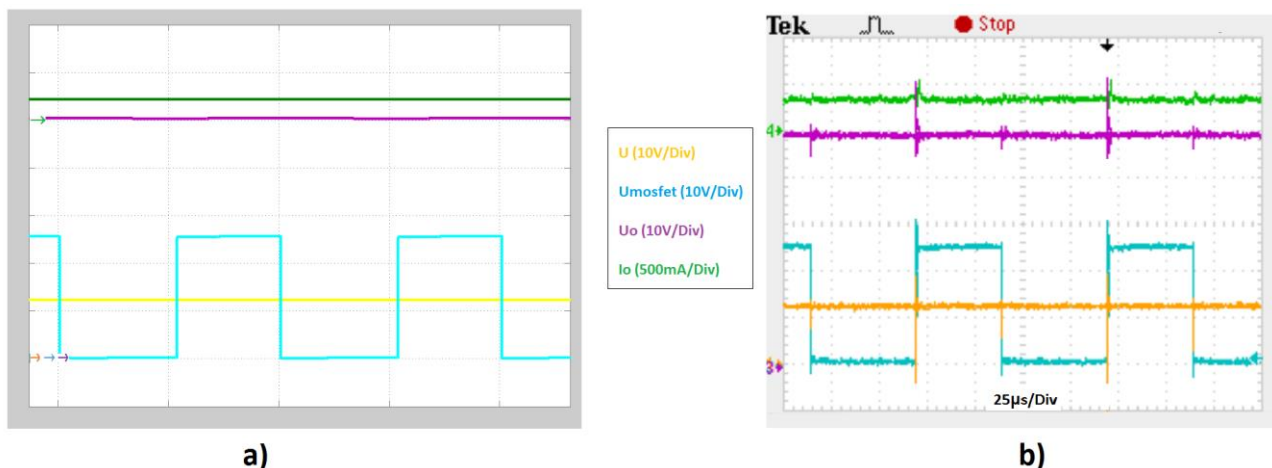 Tek Stop
U (10V/Div)
Umosfet (10V/Div)
Uo (10V/Div)
Io (500mA/Div)
4
3
25µs/Div
a)
b)